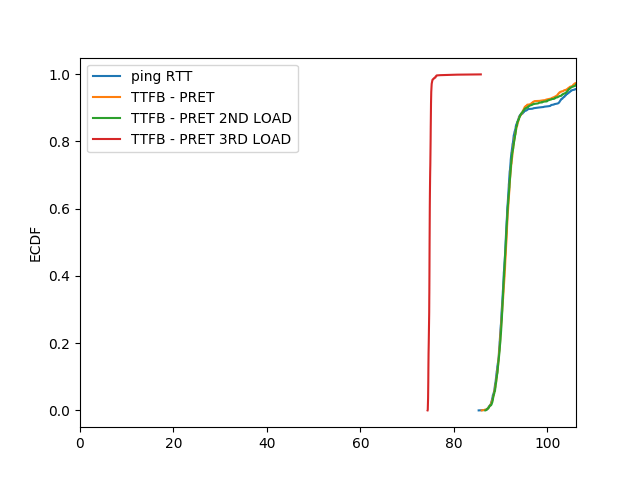 ping RTT
TTFB - PRET
TTFB - PRET 2ND LOAD
TTFB - PRET 3RD LOAD
ECDF
1.0
0.8
0.6
0.4
0.2
0.0
0 20 40 60 80 100